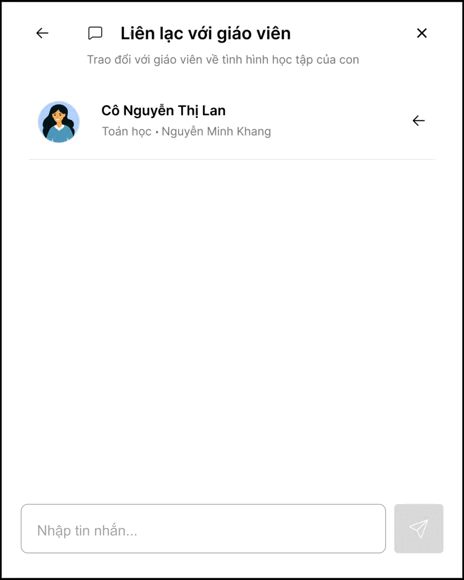 Liên lạc với giáo viên
Trao đổi với giáo viên về tình hình học tập của con
Cô Nguyễn Thị Lan
Toán học • Nguyễn Minh Khang
Nhập tin nhắn...